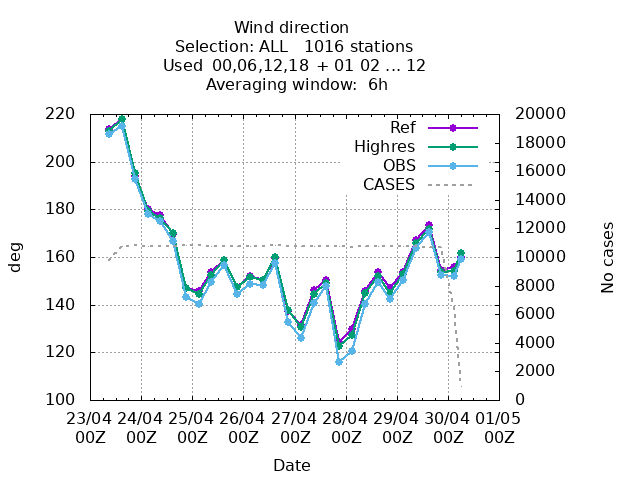 Wind direction
Selection: ALL   1016 stations
Used  00,06,12,18 + 01 02 ... 12
Averaging window:  6h
220
200
180
160
140
120
100
deg
20000
18000
16000
14000
12000
10000
8000
6000
4000
2000
0
No cases
Ref
Highres
OBS
CASES
23/04 24/04 25/04 26/04 27/04 28/04 29/04 30/04 01/05
00Z 00Z 00Z 00Z 00Z 00Z 00Z 00Z 00Z
Date